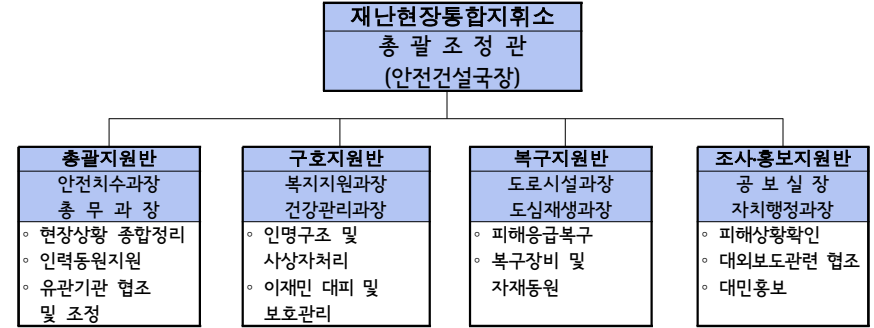 재난현장통합지휘소
총 괄 조 정 관
(안전건설국장)
총괄지원반
안전치수과장
총 무 과 장
◦ 현장상황 종합정리
◦ 인력동원지원
◦ 유관기관 협조
및 조정
구호지원반
복지지원과장
건강관리과장
◦ 인명구조 및
사상자처리
◦ 이재민 대피 및
보호관리
복구지원반
도로시설과장
도심재생과장
◦ 피해응급복구
◦ 복구장비 및
자재동원
조사·홍보지원반
공 보 실 장
자치행정과장
◦ 피해상황확인
◦ 대외보도관련 협조
◦ 대민홍보